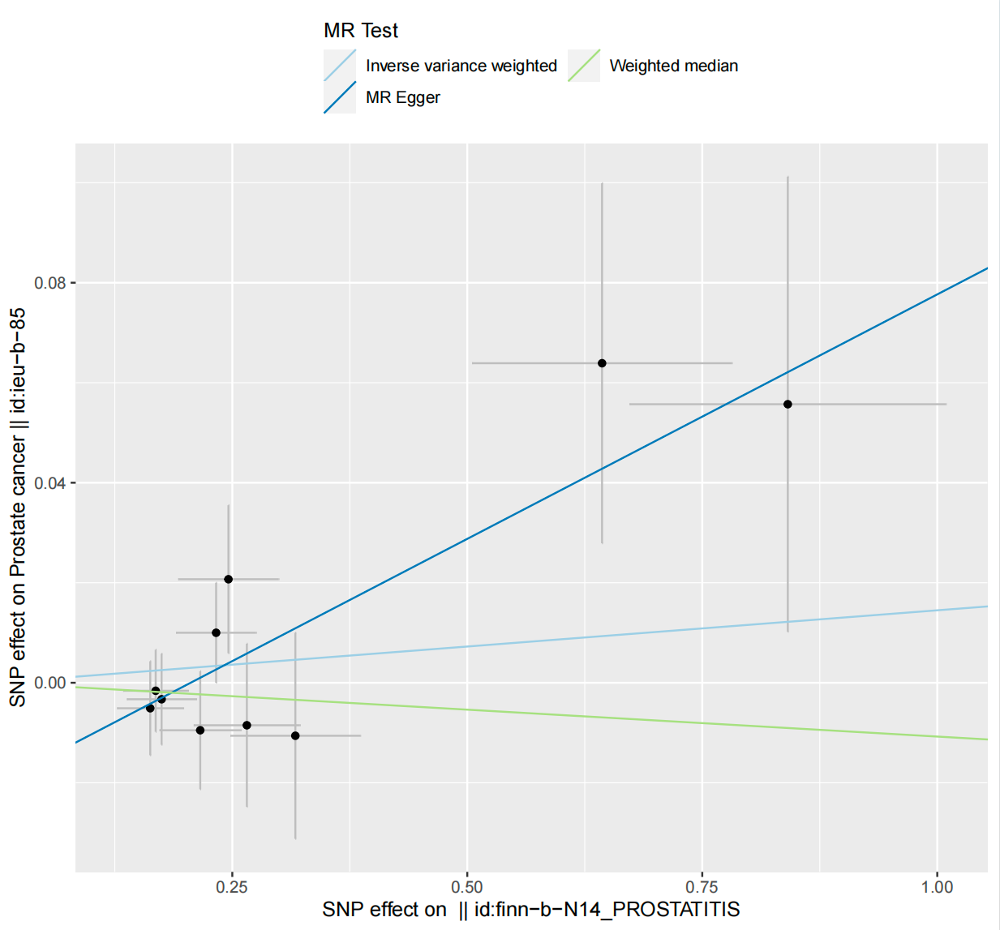 MR Test
Inverse variance weighted
Weighted median
MR Egger
SNP effect on Prostate cancer || id:ieu−b−85
0.08
0.04
0.00
0.25
0.50
0.75
1.00
SNP effect on || id:finn−b−N14_PROSTATITIS